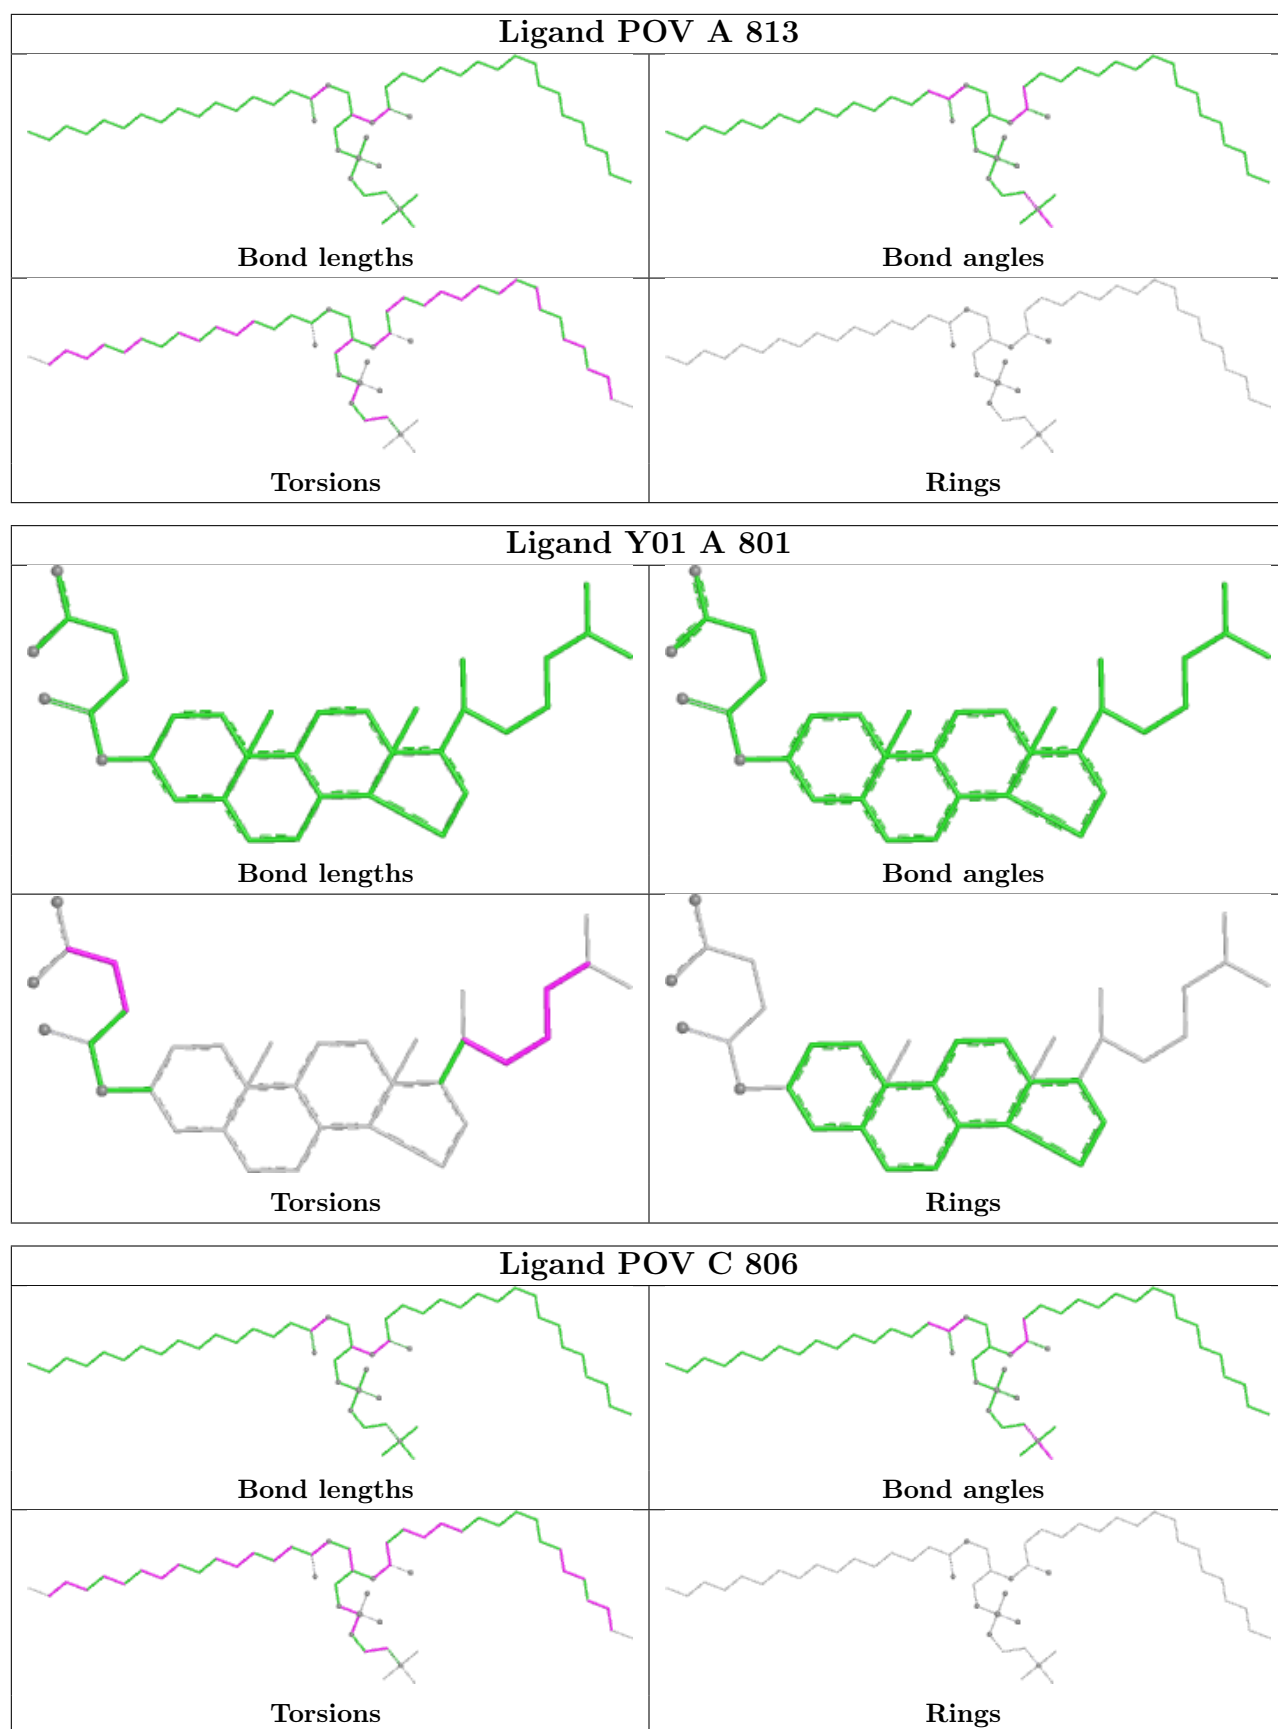 Ligand POV A 813
Bond lengths
Bond angles
Torsions
Rings
Ligand Y01 A 801
Bond lengths
Bond angles
Torsions
Rings
Ligand POV C 806
Bond lengths
Bond angles
Torsions
Rings